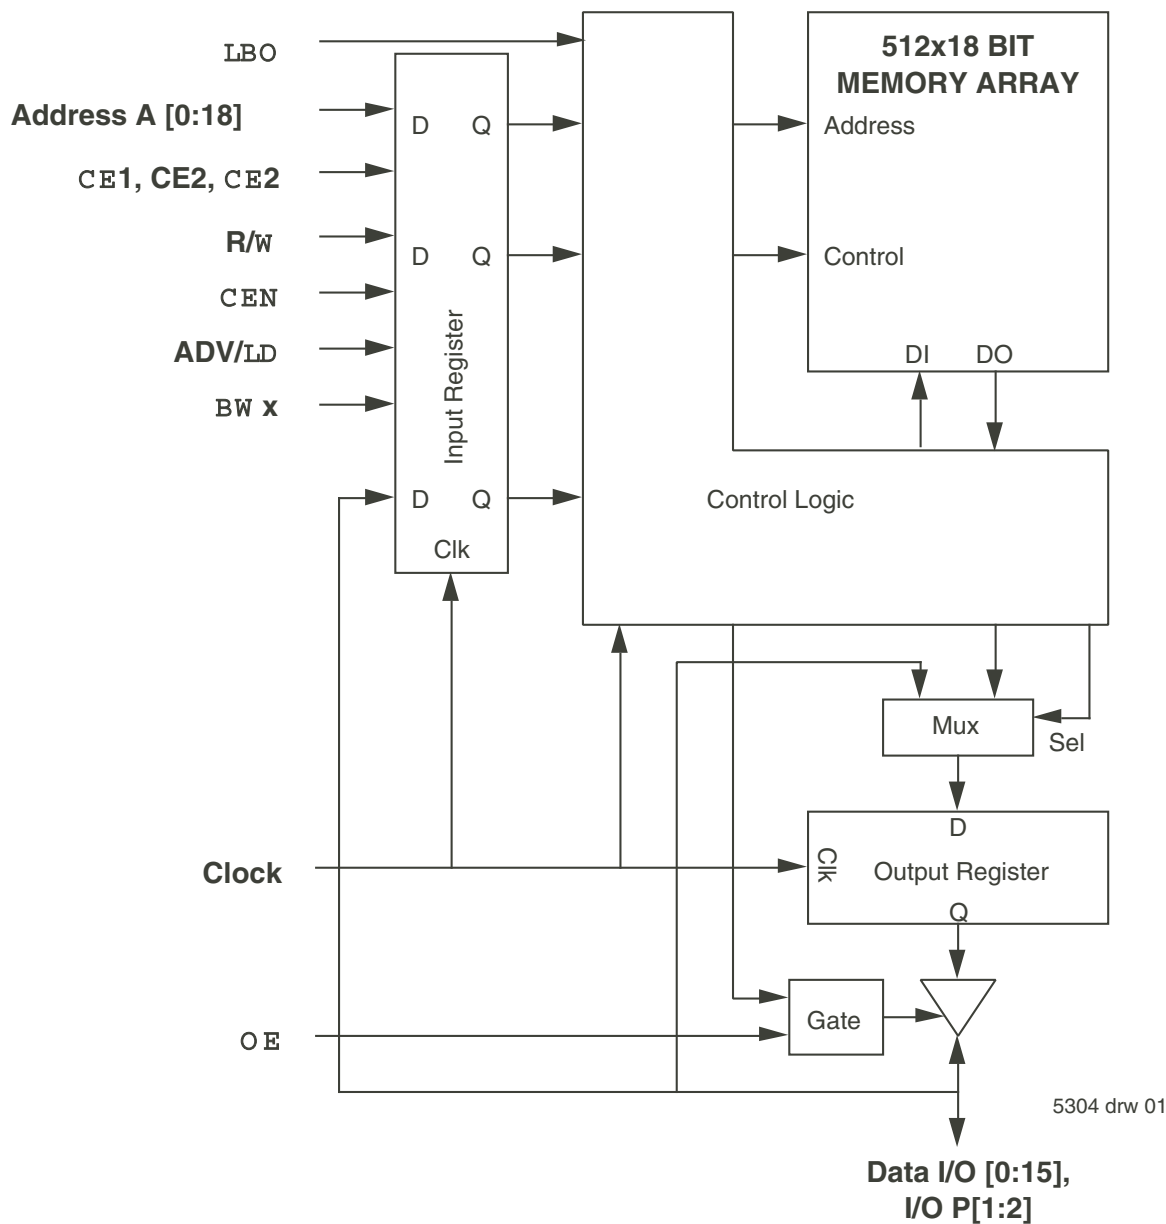 LBO
512x18 BIT
MEMORY ARRAY
Address A [0:18]
D Q
Address
CE1, CE2, CE2
R/W
D Q
Control
CEN
Input Register
ADV/LD
DI DO
BW x
D Q
Control Logic
Clk
Mux
Sel
D
Clock
Clk
Output Register
Q
Gate
OE
5304 drw 01
Data I/O [0:15],
I/O P[1:2]